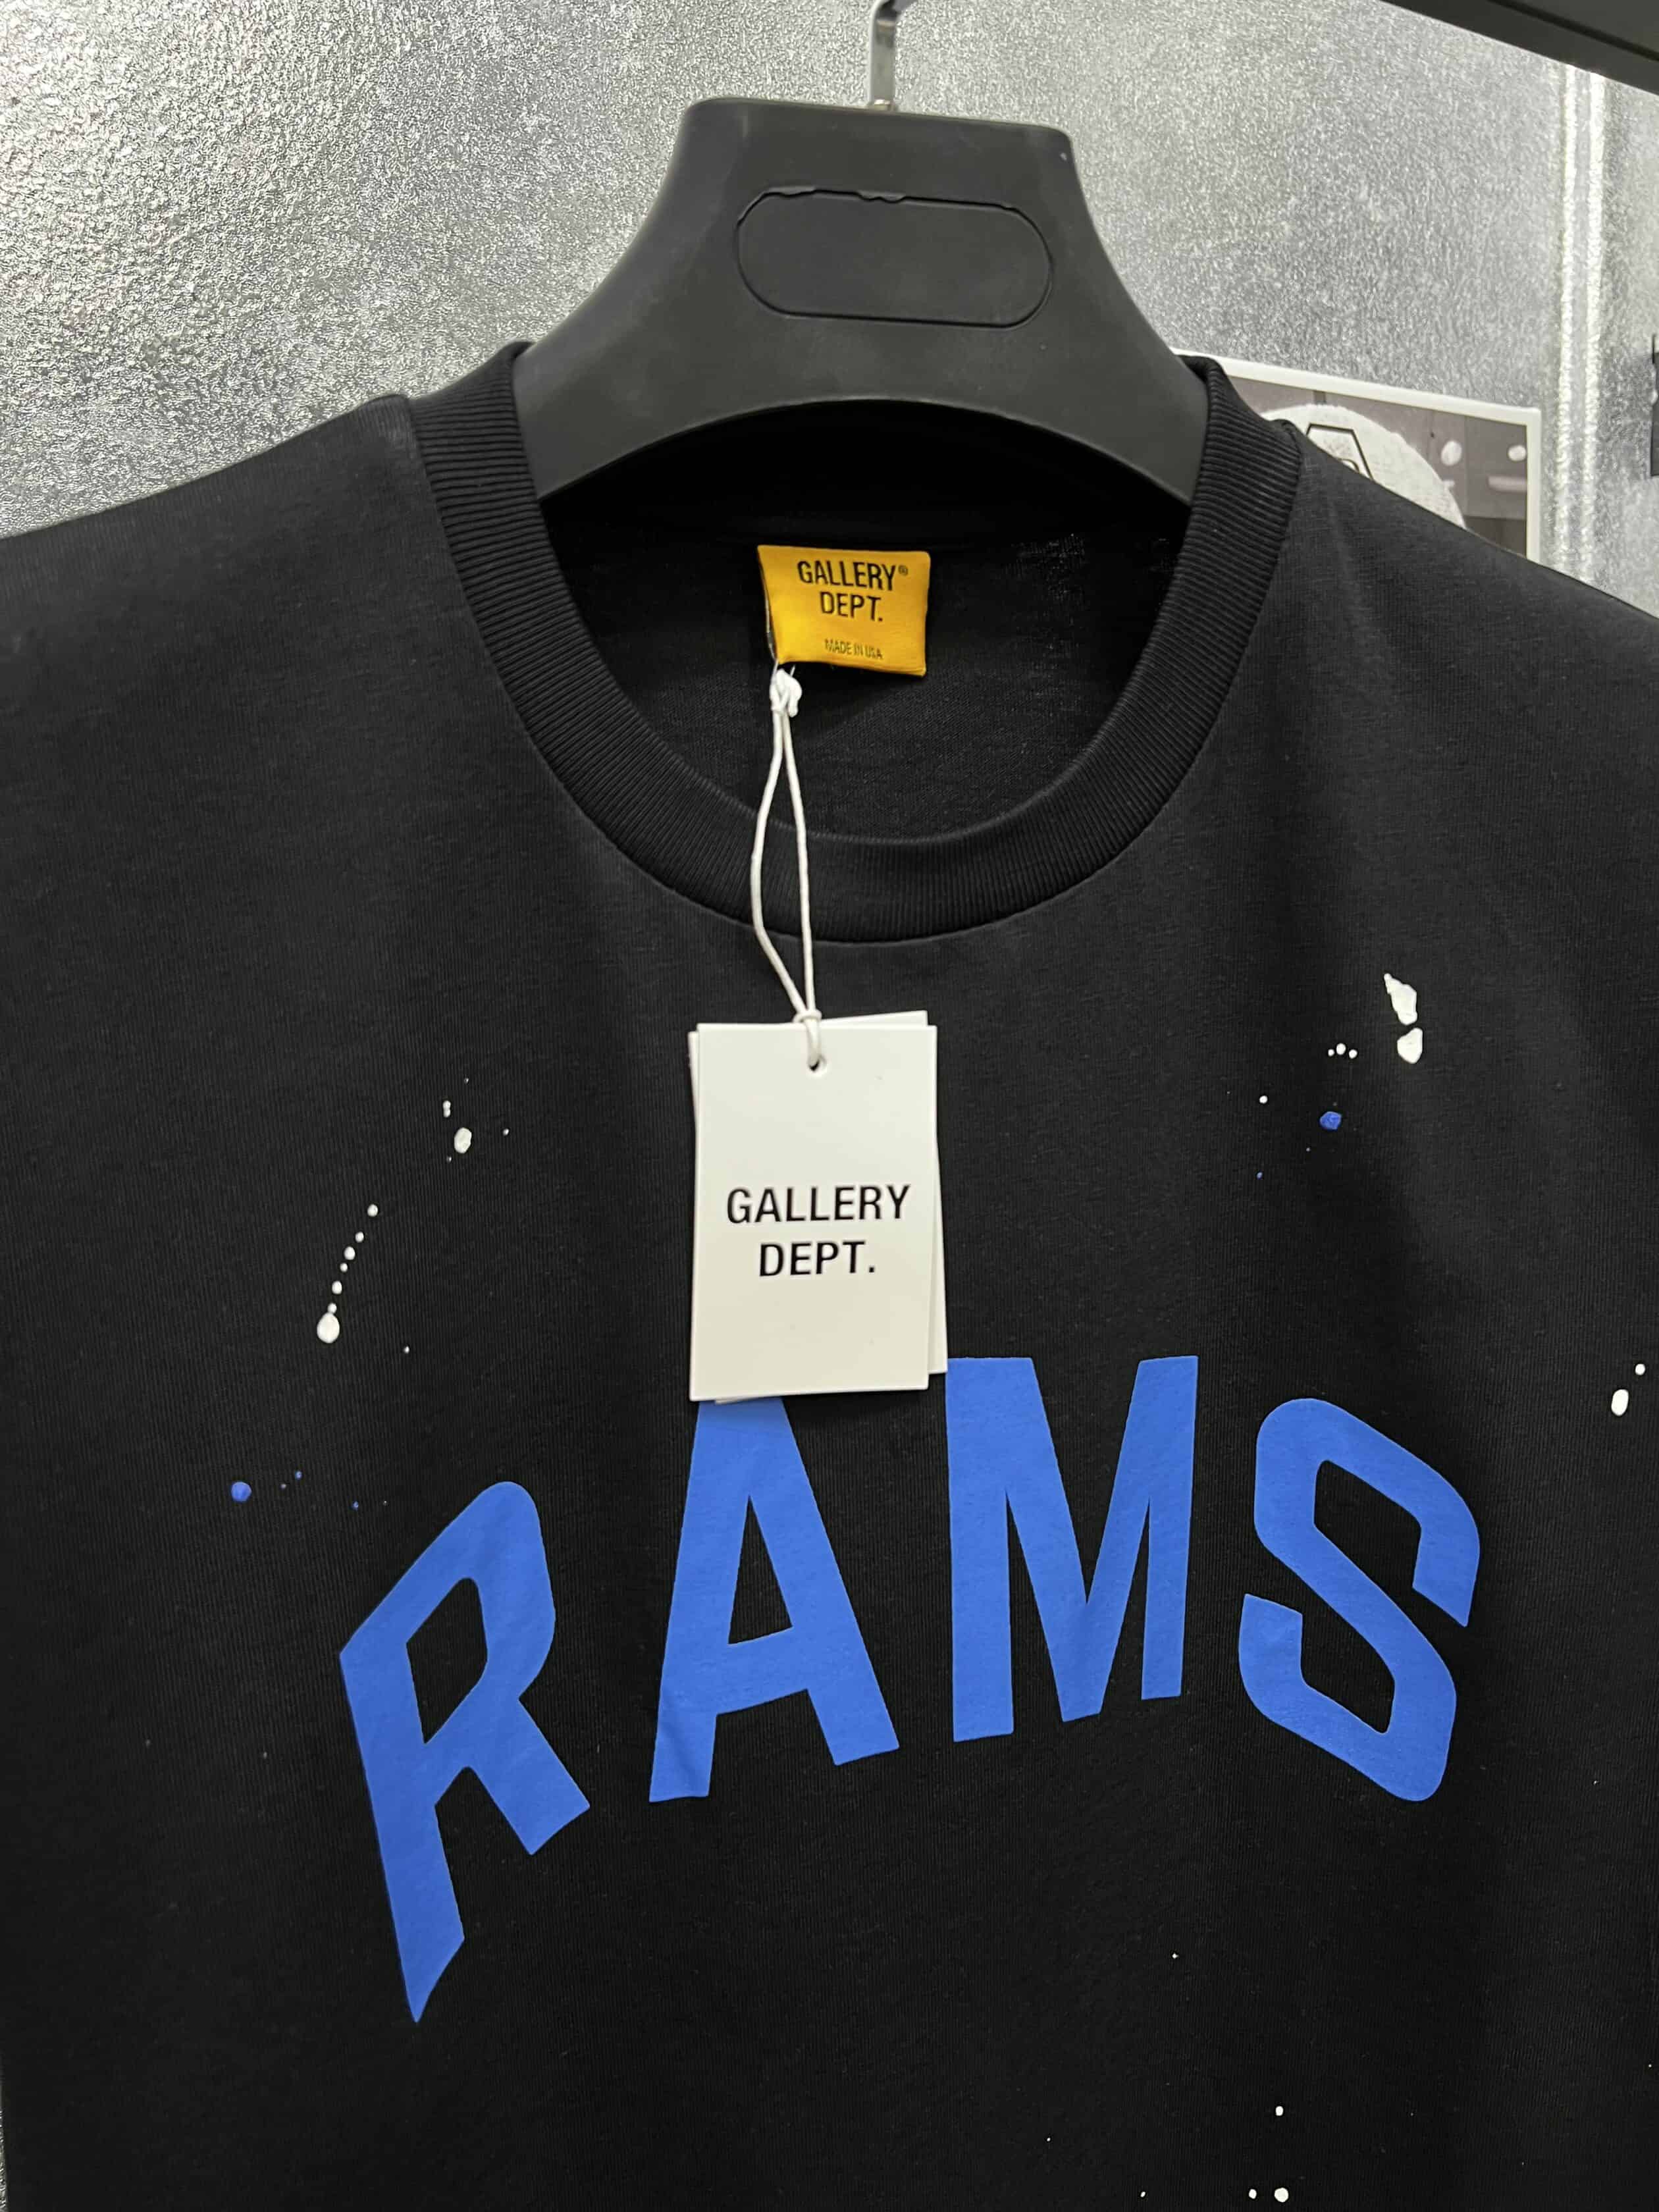 GALLERY®
DEPT.
MADE IN USA
GALLERY
DEPT.
RAMS